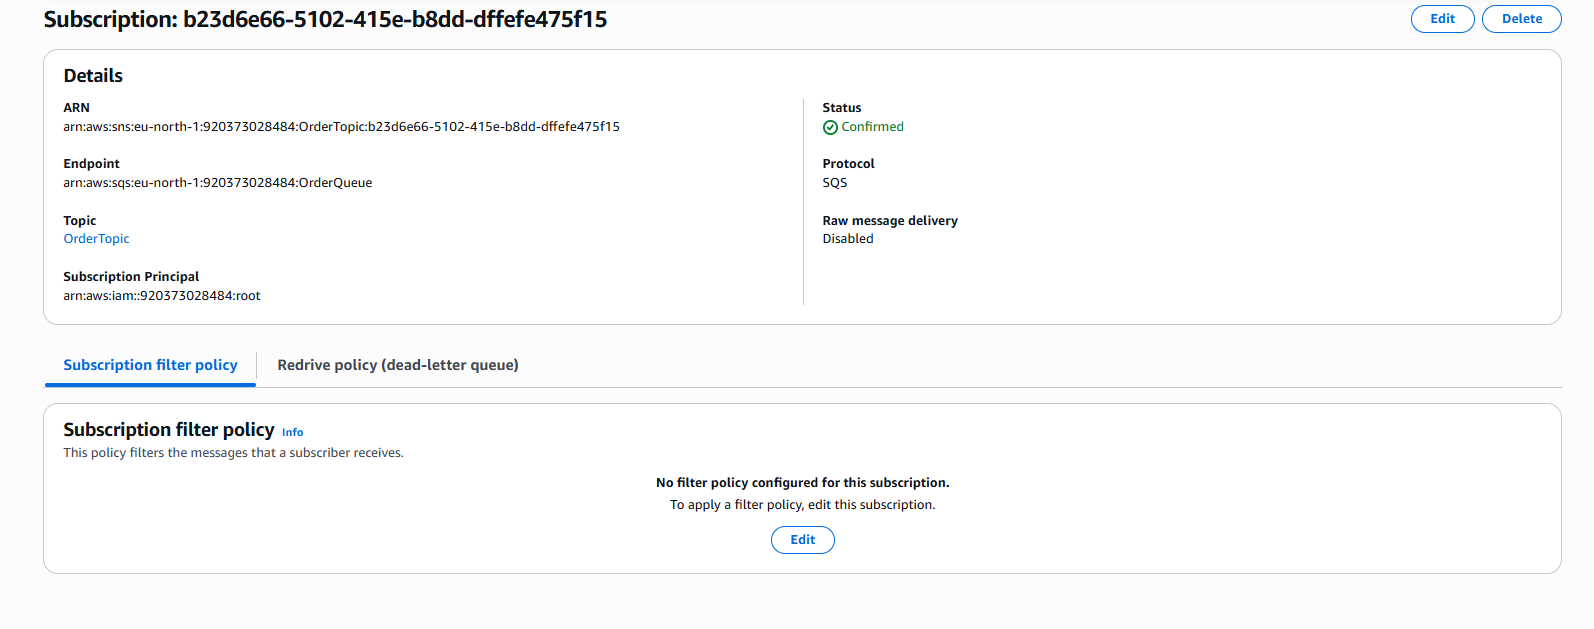 Subscription: b23d6e66-5102-415e-b8dd-dffefe475f15
Edit
Delete
Details
ARN
arn:aws:sns:eu-north-1:920373028484:OrderTopic:b23d6e66-5102-415e-b8dd-dffefe475f15
Endpoint
arn:aws:sqs:eu-north-1:920373028484:OrderQueue
Topic
OrderTopic
Subscription Principal
arn:aws:iam::920373028484:root
Status
Confirmed
Protocol
SQS
Raw message delivery
Disabled
Subscription filter policy
Redrive policy (dead-letter queue)
Subscription filter policy Info
This policy filters the messages that a subscriber receives.
No filter policy configured for this subscription.
To apply a filter policy, edit this subscription.
Edit